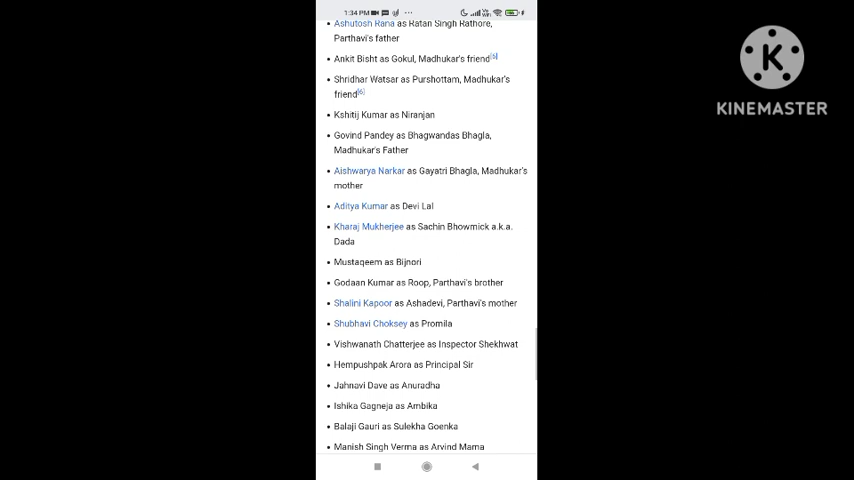 1:34 PM
Ashutosh Rana as Ratan Singh Rathore,
Parthavi's father
• Ankit Bisht as Gokul, Madhukar's friend[5]
• Shridhar Watsar as Purshottam, Madhukar's
friend[6]
• Kshitij Kumar as Niranjan
• Govind Pandey as Bhagwandas Bhagla,
Madhukar's Father
• Aishwarya Narkar as Gayatri Bhagla, Madhukar's
mother
• Aditya Kumar as Devi Lal
• Kharaj Mukherjee as Sachin Bhowmick a.k.a.
Dada
• Mustaqeem as Bijnori
• Godaan Kumar as Roop, Parthavi's brother
• Shalini Kapoor as Ashadevi, Parthavi's mother
• Shubhavi Choksey as Promila
• Vishwanath Chatterjee as Inspector Shekhwat
• Hempushpak Arora as Principal Sir
• Jahnavi Dave as Anuradha
• Ishika Gagneja as Ambika
• Balaji Gauri as Sulekha Goenka
• Manish Singh Verma as Arvind Mama
K
KINEMASTER